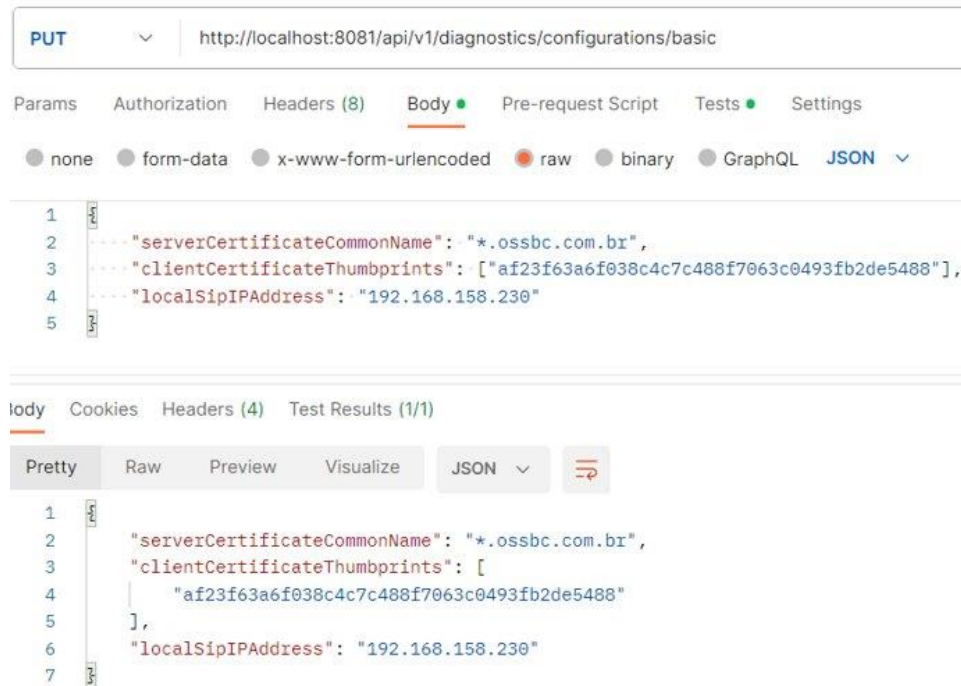 PUT http://localhost:8081/api/v1/diagnostics/configurations/basic
Params Authorization Headers (8) Body Pre-request Script Tests Settings
none form-data x-www-form-urlencoded raw binary GraphQL JSON
1 {
2 "serverCertificateCommonName": "*.ossbc.com.br",
3 "clientCertificateThumbprints": ["af23f63a6f038c4c7c488f7063c0493fb2de5488"],
4 "localSipIPAddress": "192.168.158.230"
5 }
Body Cookies Headers (4) Test Results (1/1)
Pretty Raw Preview Visualize JSON
1 {
2 "serverCertificateCommonName": "*.ossbc.com.br",
3 "clientCertificateThumbprints": [
4 "af23f63a6f038c4c7c488f7063c0493fb2de5488"
5 ],
6 "localSipIPAddress": "192.168.158.230"
7 }